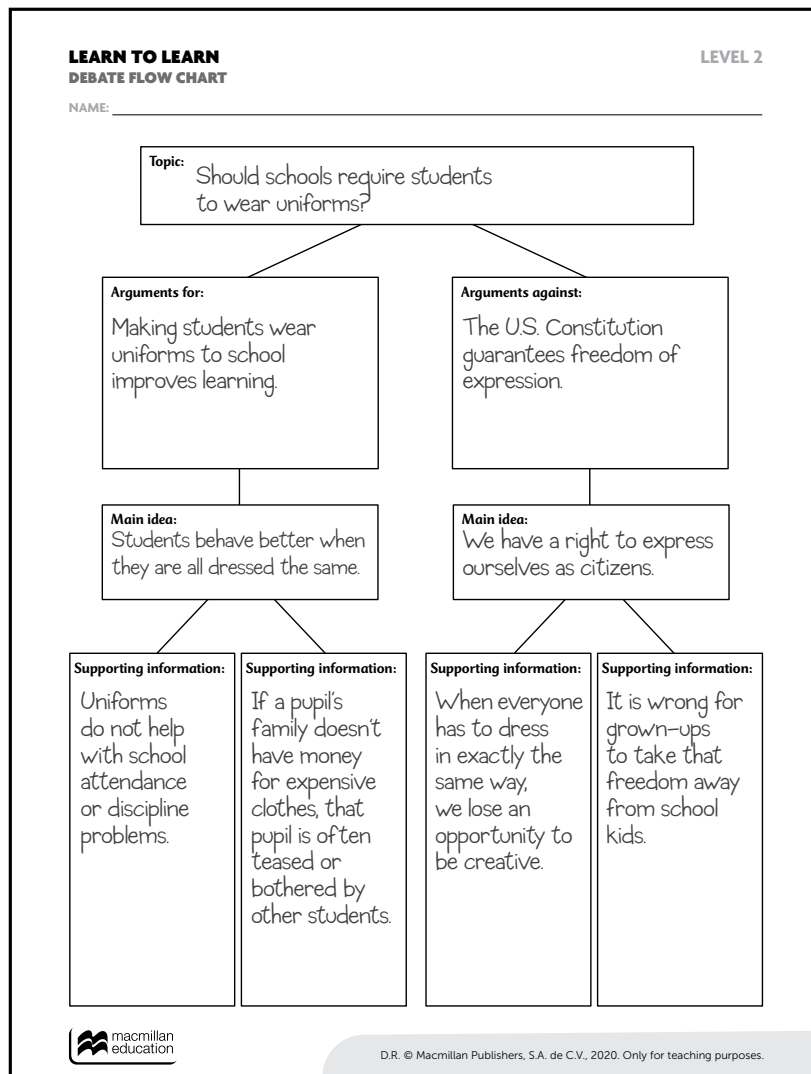 LEARN TO LEARN
LEVEL 2
DEBATE FLOW CHART
NAME:
Topic:
Should schools require students
to wear uniforms?
Arguments for:
Making students wear
uniforms to school
improves learning.
Arguments against:
The U.S. Constitution
guarantees freedom of
expression.
Main idea:
Students behave better when
they are all dressed the same.
Main idea:
We have a right to express
ourselves as citizens.
Supporting information:
Uniforms
do not help
with school
attendance
or discipline
problems.
Supporting information:
If a pupil's
family doesn't
have money
for expensive
clothes, that
pupil is often
teased or
bothered by
other students.
Supporting information:
When everyone
has to dress
in exactly the
same way,
we lose an
opportunity to
be creative.
Supporting information:
It is wrong for
grown-ups
to take that
freedom away
from school
kids.
macmillan
education
D.R. © Macmillan Publishers, S.A. de C.V., 2020. Only for teaching purposes.